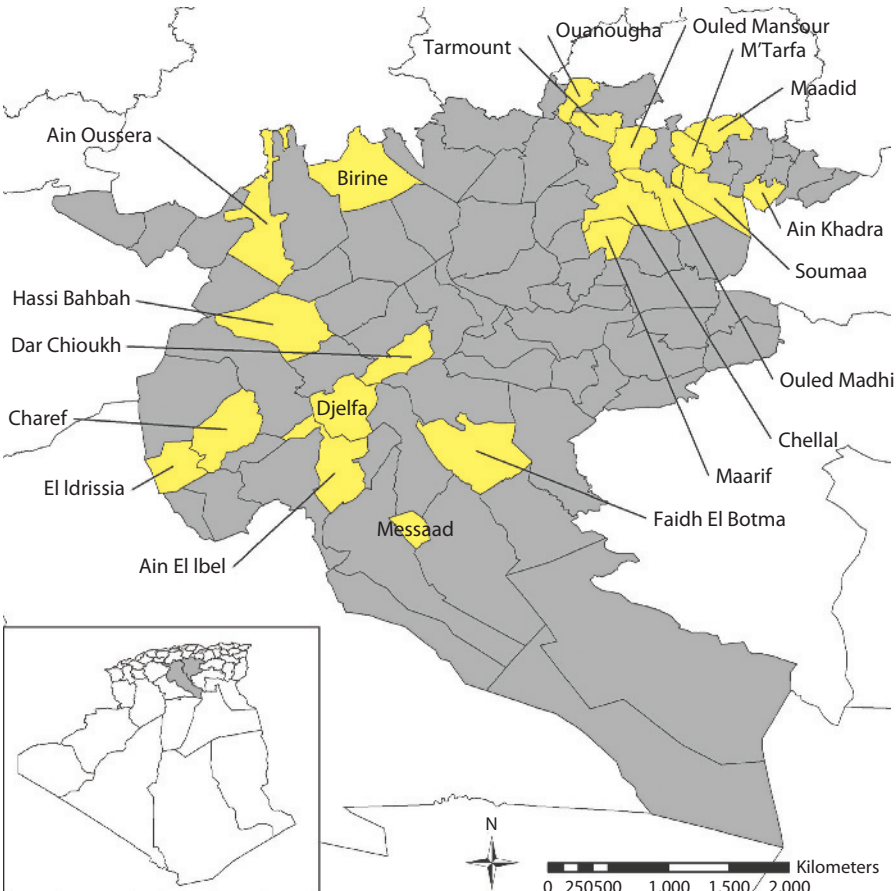 Ouanougha
Ouled Mansour
Tarmount
M'Tarfa
Maadid
Ain Oussera
Birine
Ain Khadra
Soumaa
Hassi Bahbah
Dar Chioukh
Ouled Madhi
Djelfa
Charef
Chellal
Maarif
El Idrissia
Faidh El Botma
Messaad
Ain El Ibel
N
Kilometers
0 250500 1.000 1.500 2.000